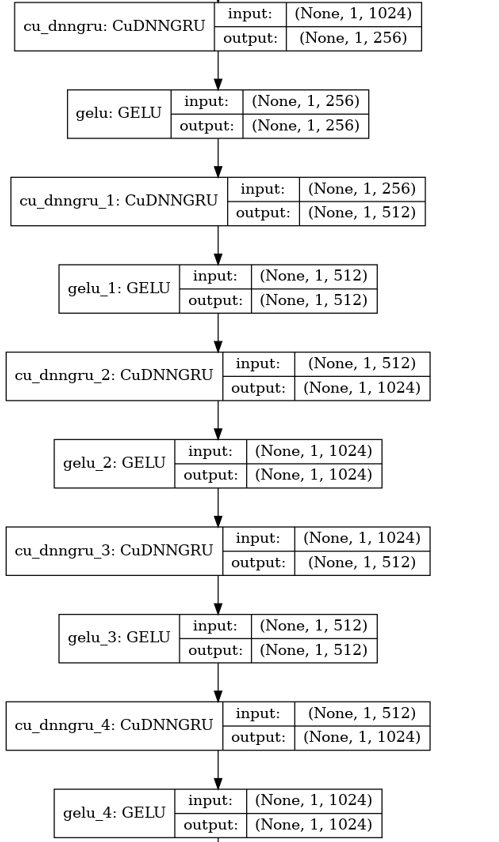 cu_dnngru: CuDNNGRU input: (None, 1, 1024)
output: (None, 1, 256)
gelu: GELU input: (None, 1, 256)
output: (None, 1, 256)
cu_dnngru_1: CuDNNGRU input: (None, 1, 256)
output: (None, 1, 512)
gelu_1: GELU input: (None, 1, 512)
output: (None, 1, 512)
cu_dnngru_2: CuDNNGRU input: (None, 1, 512)
output: (None, 1, 1024)
gelu_2: GELU input: (None, 1, 1024)
output: (None, 1, 1024)
cu_dnngru_3: CuDNNGRU input: (None, 1, 1024)
output: (None, 1, 512)
gelu_3: GELU input: (None, 1, 512)
output: (None, 1, 512)
cu_dnngru_4: CuDNNGRU input: (None, 1, 512)
output: (None, 1, 1024)
gelu_4: GELU input: (None, 1, 1024)
output: (None, 1, 1024)